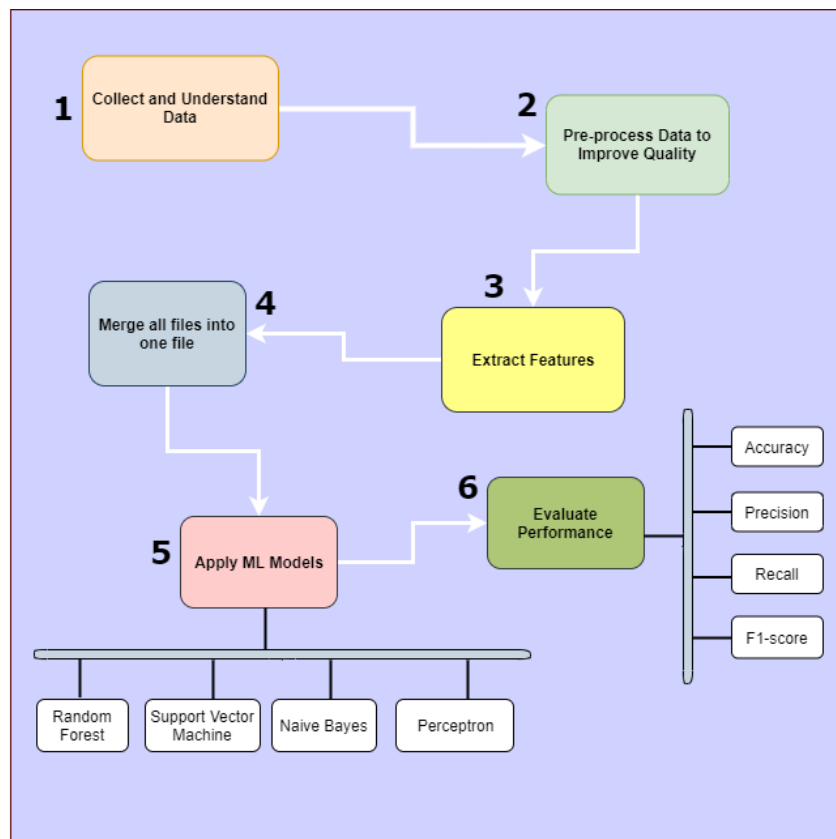 1
Collect and Understand
Data
2
Pre-process Data to
Improve Quality
3
Extract Features
4
Merge all files into
one file
5
Apply ML Models
Random
Forest
Support Vector
Machine
Naive Bayes
Perceptron
6
Evaluate
Performance
Accuracy
Precision
Recall
F1-score